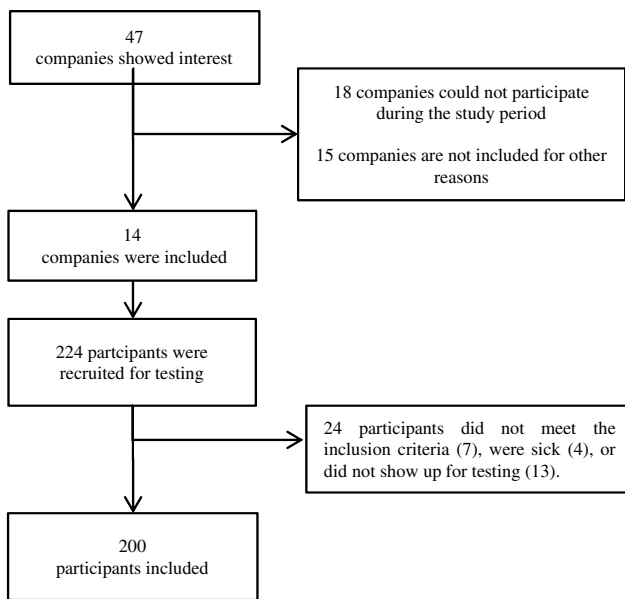 47
companies showed interest
18 companies could not participate
during the study period
15 companies are not included for other
reasons
14
companies were included
224 partcipants were
recruited for testing
24 participants did not meet the
inclusion criteria (7), were sick (4), or
did not show up for testing (13).
200
participants included